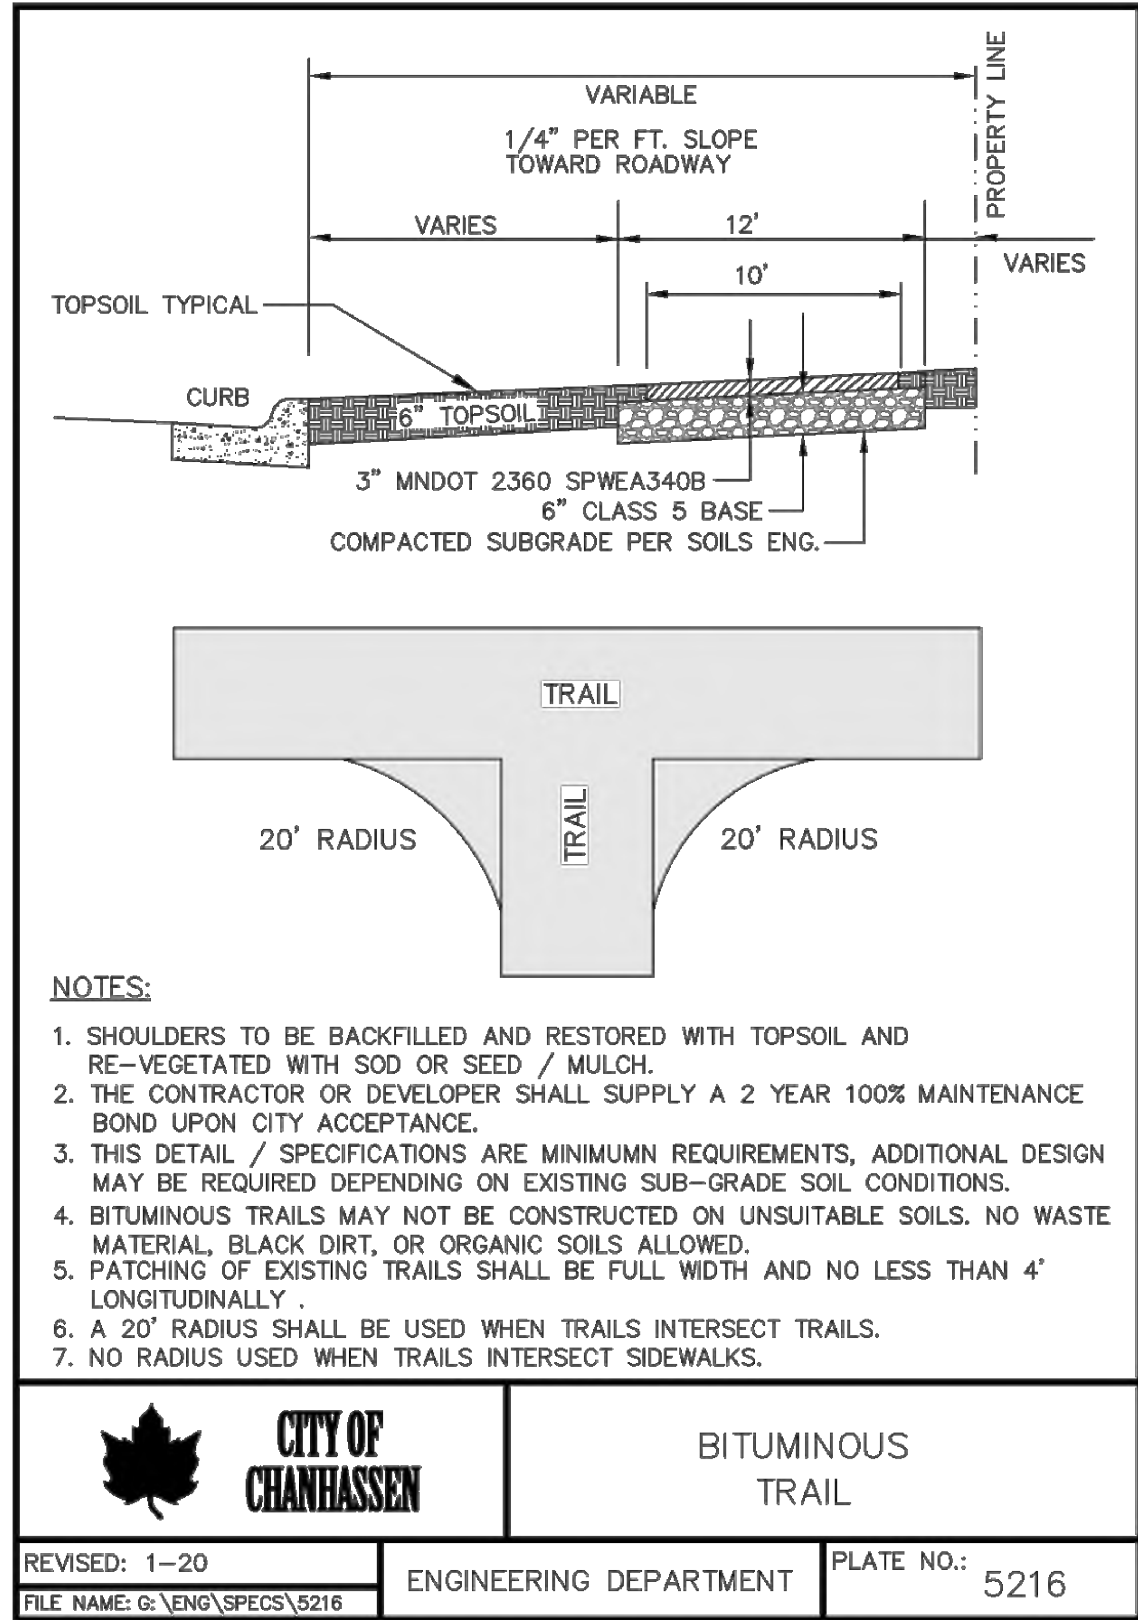 PROPERTY LINE
VARIABLE
1/4" PER FT. SLOPE
TOWARD ROADWAY
VARIES
12'
VARIES
10'
TOPSOIL TYPICAL
CURB
6" TOPSOIL
3" MNDOT 2360 SPWEA340B
6" CLASS 5 BASE
COMPACTED SUBGRADE PER SOILS ENG.
TRAIL
TRAIL
20' RADIUS
20' RADIUS
NOTES:
1. SHOULDERS TO BE BACKFILLED AND RESTORED WITH TOPSOIL AND
RE-VEGETATED WITH SOD OR SEED / MULCH.
2. THE CONTRACTOR OR DEVELOPER SHALL SUPPLY A 2 YEAR 100% MAINTENANCE
BOND UPON CITY ACCEPTANCE.
3. THIS DETAIL / SPECIFICATIONS ARE MINIMUMN REQUIREMENTS, ADDITIONAL DESIGN
MAY BE REQUIRED DEPENDING ON EXISTING SUB-GRADE SOIL CONDITIONS.
4. BITUMINOUS TRAILS MAY NOT BE CONSTRUCTED ON UNSUITABLE SOILS. NO WASTE
MATERIAL, BLACK DIRT, OR ORGANIC SOILS ALLOWED.
5. PATCHING OF EXISTING TRAILS SHALL BE FULL WIDTH AND NO LESS THAN 4'
LONGITUDINALLY .
6. A 20' RADIUS SHALL BE USED WHEN TRAILS INTERSECT TRAILS.
7. NO RADIUS USED WHEN TRAILS INTERSECT SIDEWALKS.
CITY OF
CHANHASSEN
BITUMINOUS
TRAIL
REVISED: 1-20
FILE NAME: G:\ENG\SPECS\5216
ENGINEERING DEPARTMENT
PLATE NO.:
5216